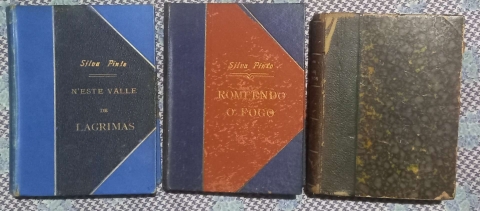 Silva Pinto
N'ESTE VALLE
DE
LAGRIMAS
Silva Pinto
ROMPENDO
O FOGO